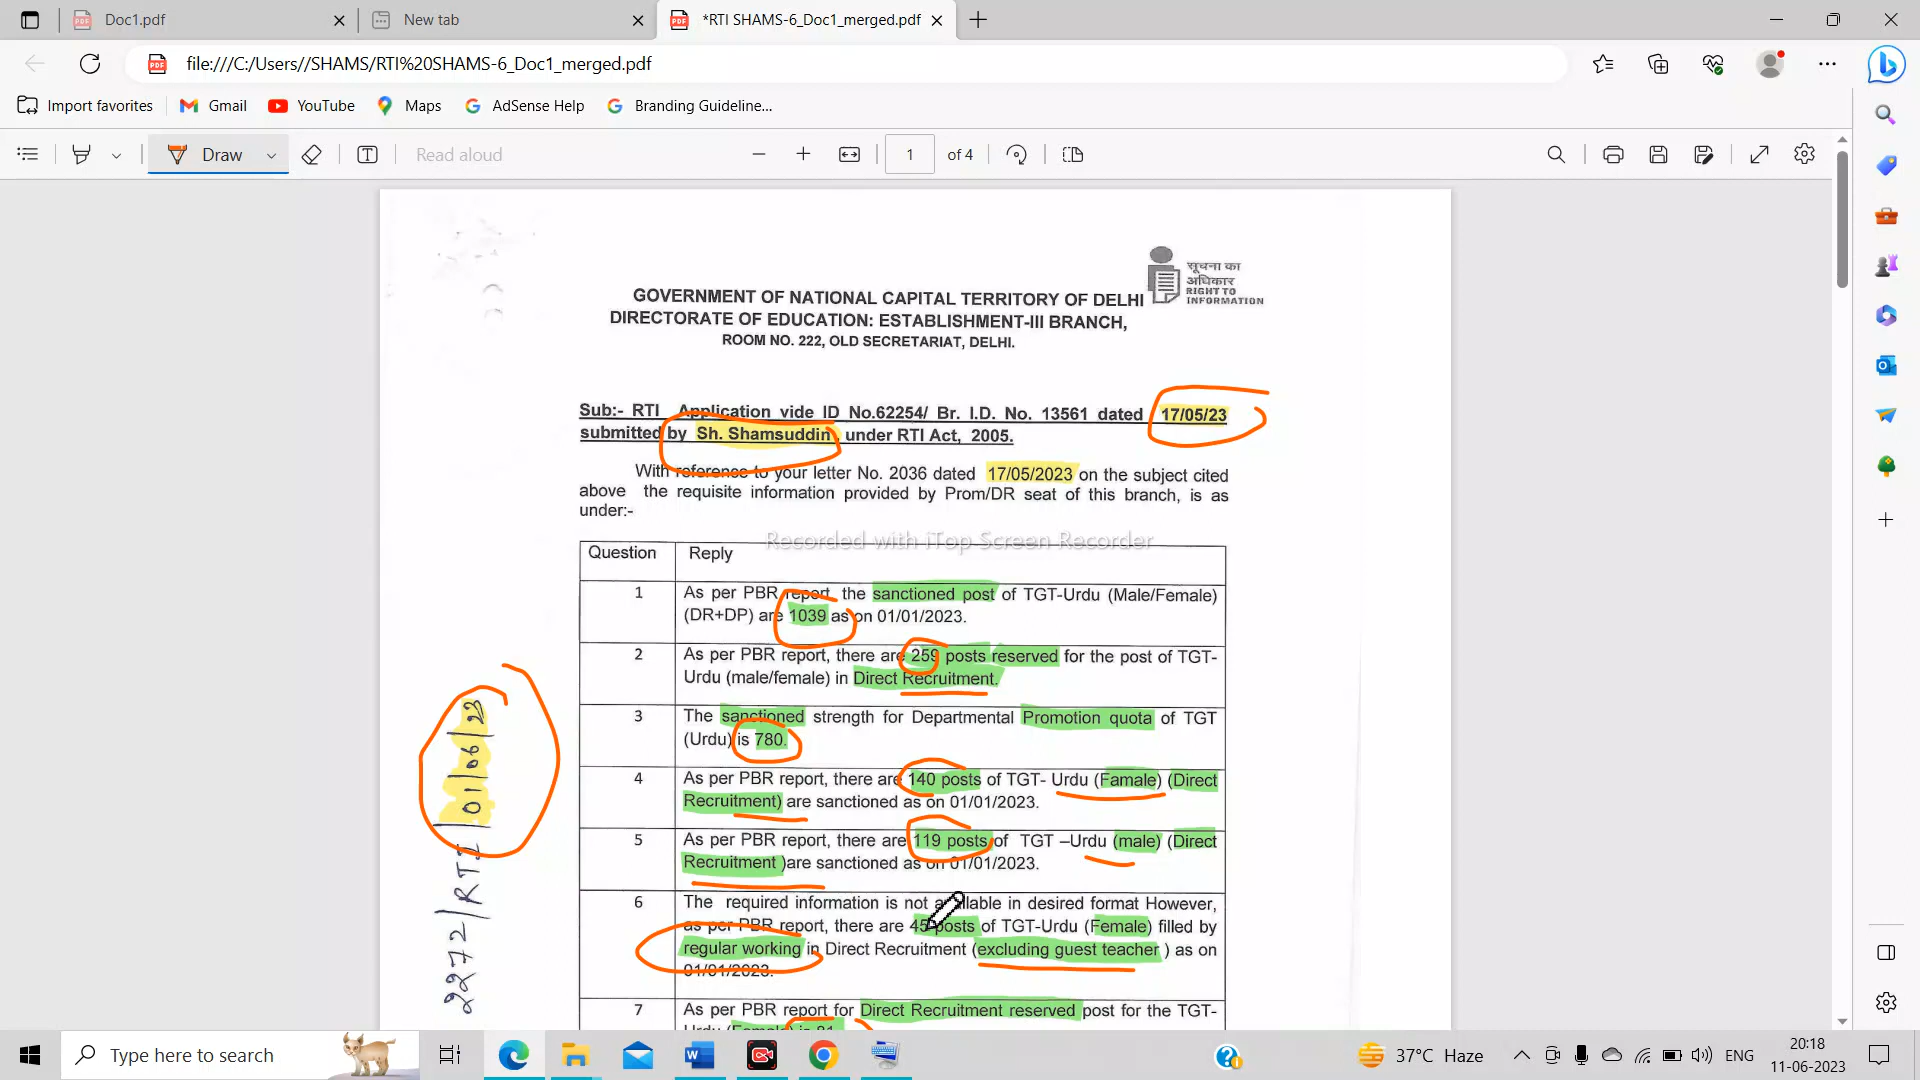 Doc1.pdf
New tab
*RTI SHAMS-6_Doc1_merged.pdf
file:///C:/Users//SHAMS/RTI%20SHAMS-6_Doc1_merged.pdf
Import favorites
Gmail
YouTube
Maps
AdSense Help
Branding Guideline...
Draw
Read aloud
1 of 4
सूचना का
अधिकार
RIGHT TO
INFORMATION
GOVERNMENT OF NATIONAL CAPITAL TERRITORY OF DELHI
DIRECTORATE OF EDUCATION: ESTABLISHMENT-III BRANCH,
ROOM NO. 222, OLD SECRETARIAT, DELHI.
Sub:- RTI Application vide ID No.62254/ Br. I.D. No. 13561 dated 17/05/23
submitted by Sh. Shamsuddin, under RTI Act, 2005.
With reference to your letter No. 2036 dated 17/05/2023 on the subject cited
above the requisite information provided by Prom/DR seat of this branch, is as
under:-
Recorded with iTop Screen Recorder
Question Reply
1 As per PBR report, the sanctioned post of TGT-Urdu (Male/Female)
(DR+DP) are 1039 as on 01/01/2023.
2 As per PBR report, there are 259 posts reserved for the post of TGT-
Urdu (male/female) in Direct Recruitment.
3 The sanctioned strength for Departmental Promotion quota of TGT
(Urdu) is 780.
4 As per PBR report, there are 140 posts of TGT- Urdu (Famale) (Direct
Recruitment) are sanctioned as on 01/01/2023.
5 As per PBR report, there are 119 posts of TGT –Urdu (male) (Direct
Recruitment )are sanctioned as on 01/01/2023.
6 The required information is not available in desired format However,
as per PBR report, there are 45 posts of TGT-Urdu (Female) filled by
regular working in Direct Recruitment (excluding guest teacher ) as on
01/01/2023.
7 As per PBR report for Direct Recruitment reserved post for the TGT-
Urdu (Female) is 81
2272/RTI/01/06/23
Type here to search
37°C Haze
ENG
20:18
11-06-2023